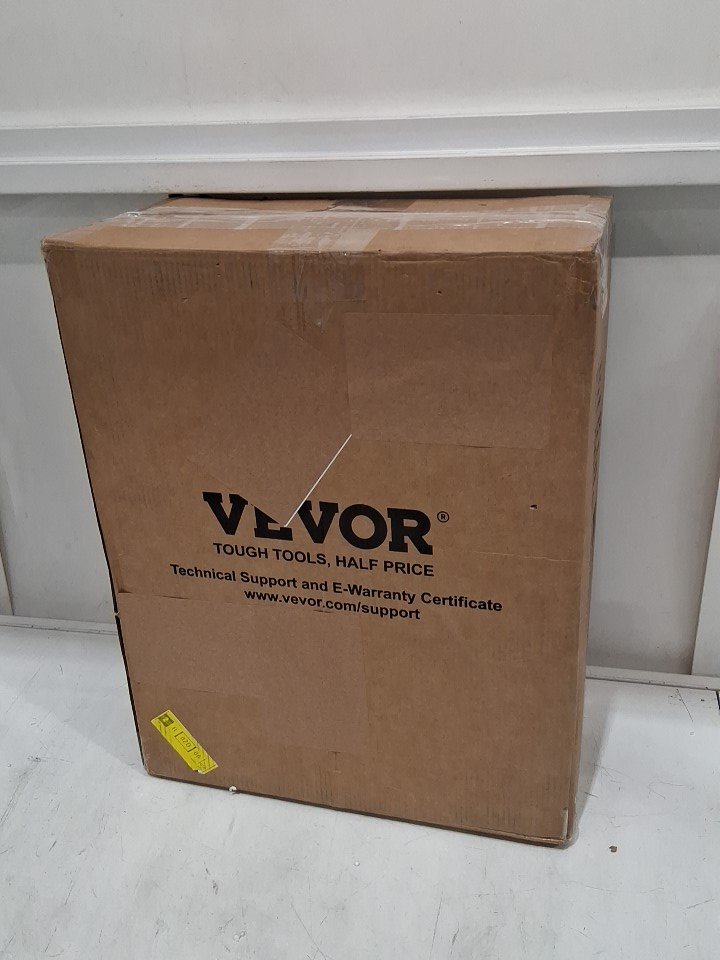 VEVOR®
TOUGH TOOLS, HALF PRICE
Technical Support and E-Warranty Certificate
www.vevor.com/support